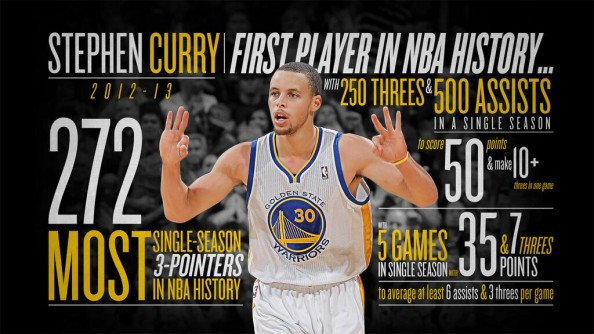 STEPHEN CURRY
2012-13
FIRST PLAYER IN NBA HISTORY...
WITH 250 THREES & 500 ASSISTS
IN A SINGLE SEASON
to score 50 points & make 10+
threes in one game
272
MOST
SINGLE-SEASON
3-POINTERS
IN NBA HISTORY
WITH 5 GAMES
IN SINGLE SEASON WITH
35 & 7 THREES
POINTS
to average at least 6 assists & 3 threes per game
GOLDEN STATE
30
WARRIORS